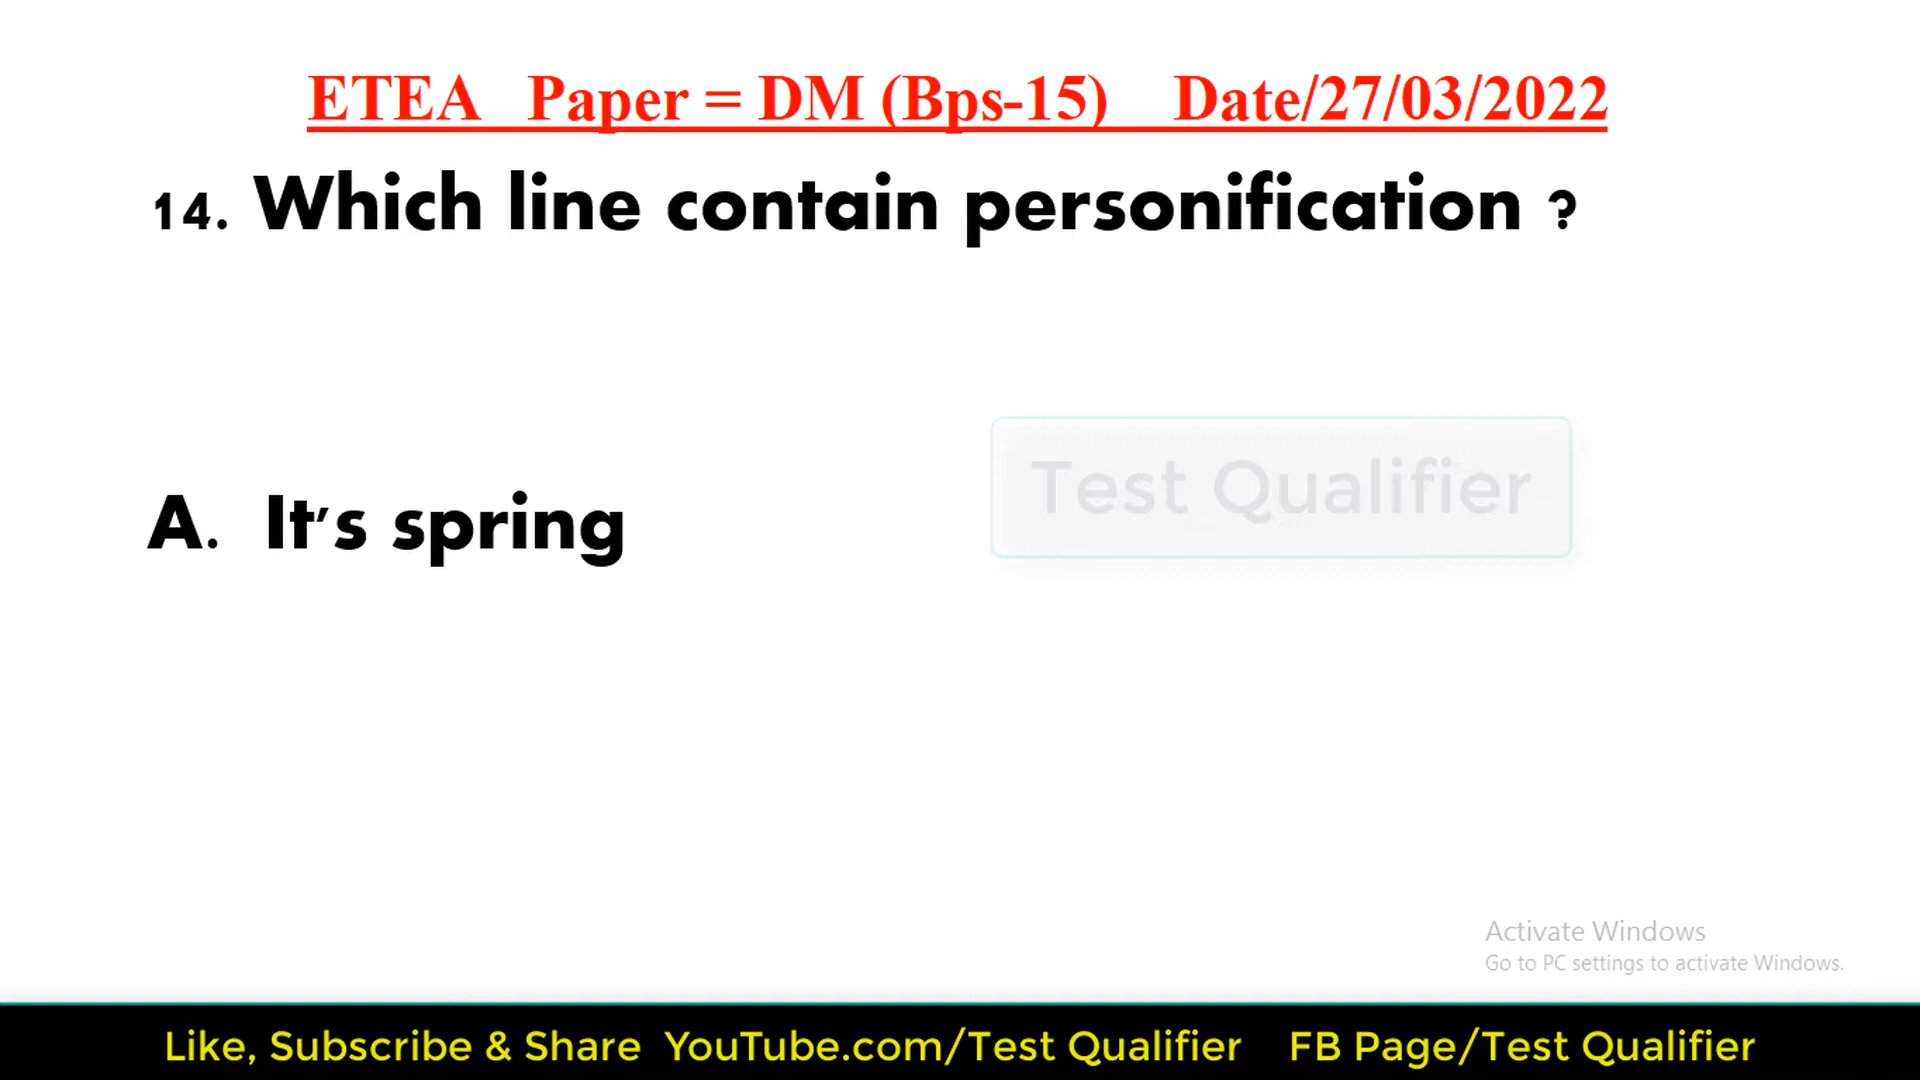 ETEA Paper = DM (Bps-15) Date/27/03/2022
14. Which line contain personification ?
Test Qualifier
A. It's spring
Activate Windows
Go to PC settings to activate Windows.
Like, Subscribe & Share YouTube.com/Test Qualifier FB Page/Test Qualifier